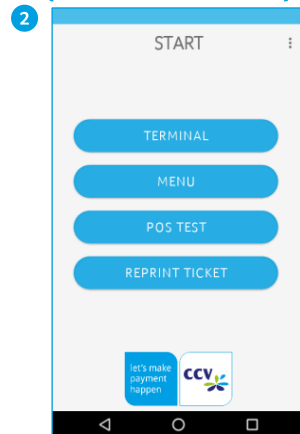 2
START
TERMINAL
MENU
POS TEST
REPRINT TICKET
let's make
payment
happen
CCV